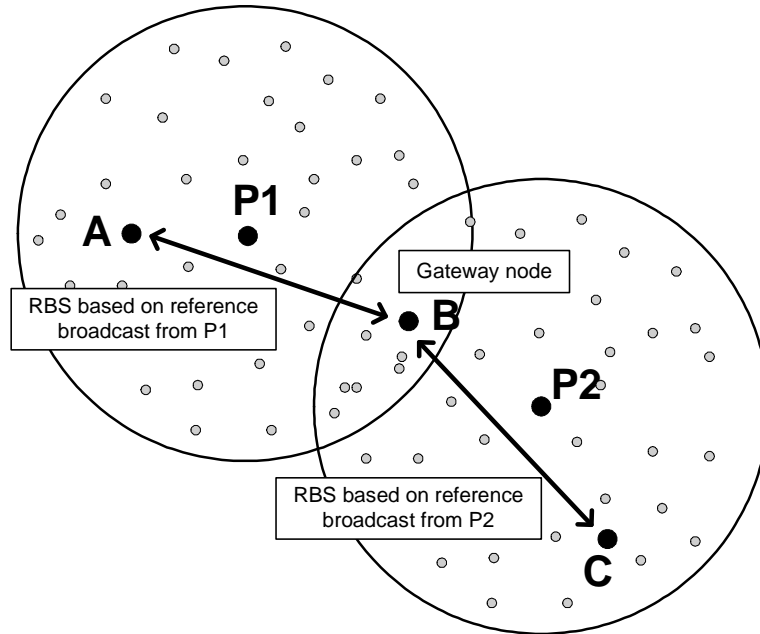 P1
A
Gateway node
RBS based on reference
broadcast from P1
B
P2
RBS based on reference
broadcast from P2
C